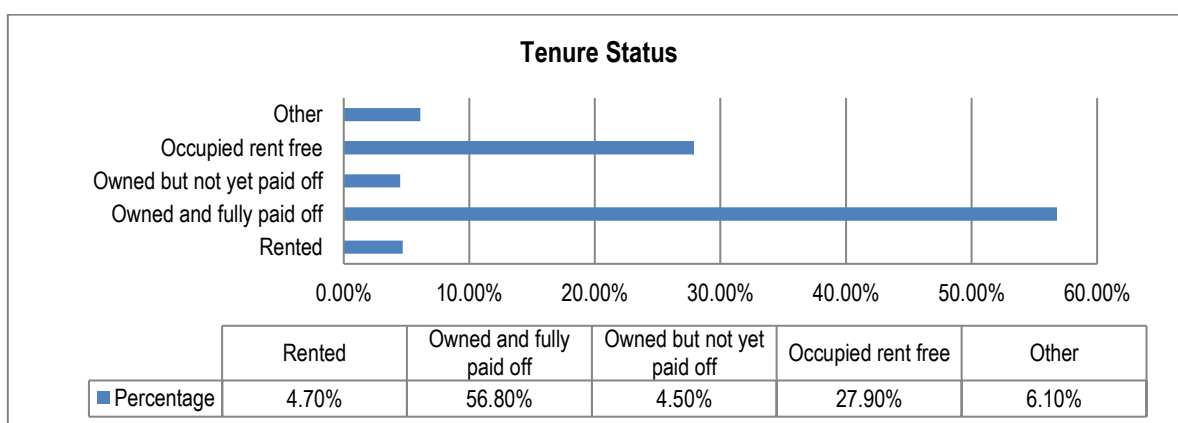 Tenure Status
Other
Occupied rent free
Owned but not yet paid off
Owned and fully paid off
Rented
0.00% 10.00% 20.00% 30.00% 40.00% 50.00% 60.00%
Rented Owned and fully paid off Owned but not yet paid off Occupied rent free Other
Percentage 4.70% 56.80% 4.50% 27.90% 6.10%